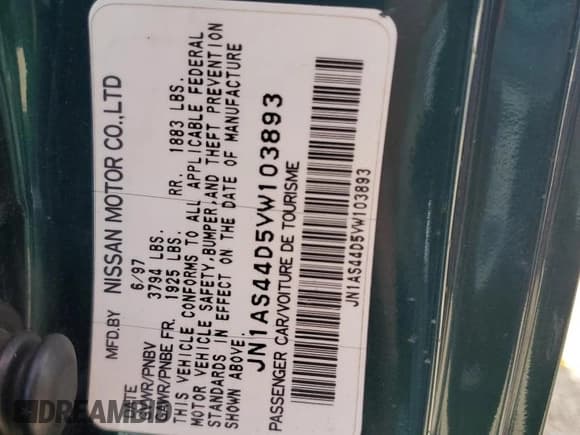 MFD.BY NISSAN MOTOR CO.,LTD
DATE 6/97
GVWR/PNBV 3794 LBS.
GAWR/PNBE FR. 1925 LBS. RR. 1883 LBS.
THIS VEHICLE CONFORMS TO ALL APPLICABLE FEDERAL
MOTOR VEHICLE SAFETY,BUMPER,AND THEFT PREVENTION
STANDARDS IN EFFECT ON THE DATE OF MANUFACTURE
SHOWN ABOVE.
JN1AS44D5VW103893
PASSENGER CAR/VOITURE DE TOURISME
JN1AS44D5VW103893
DREAMBID